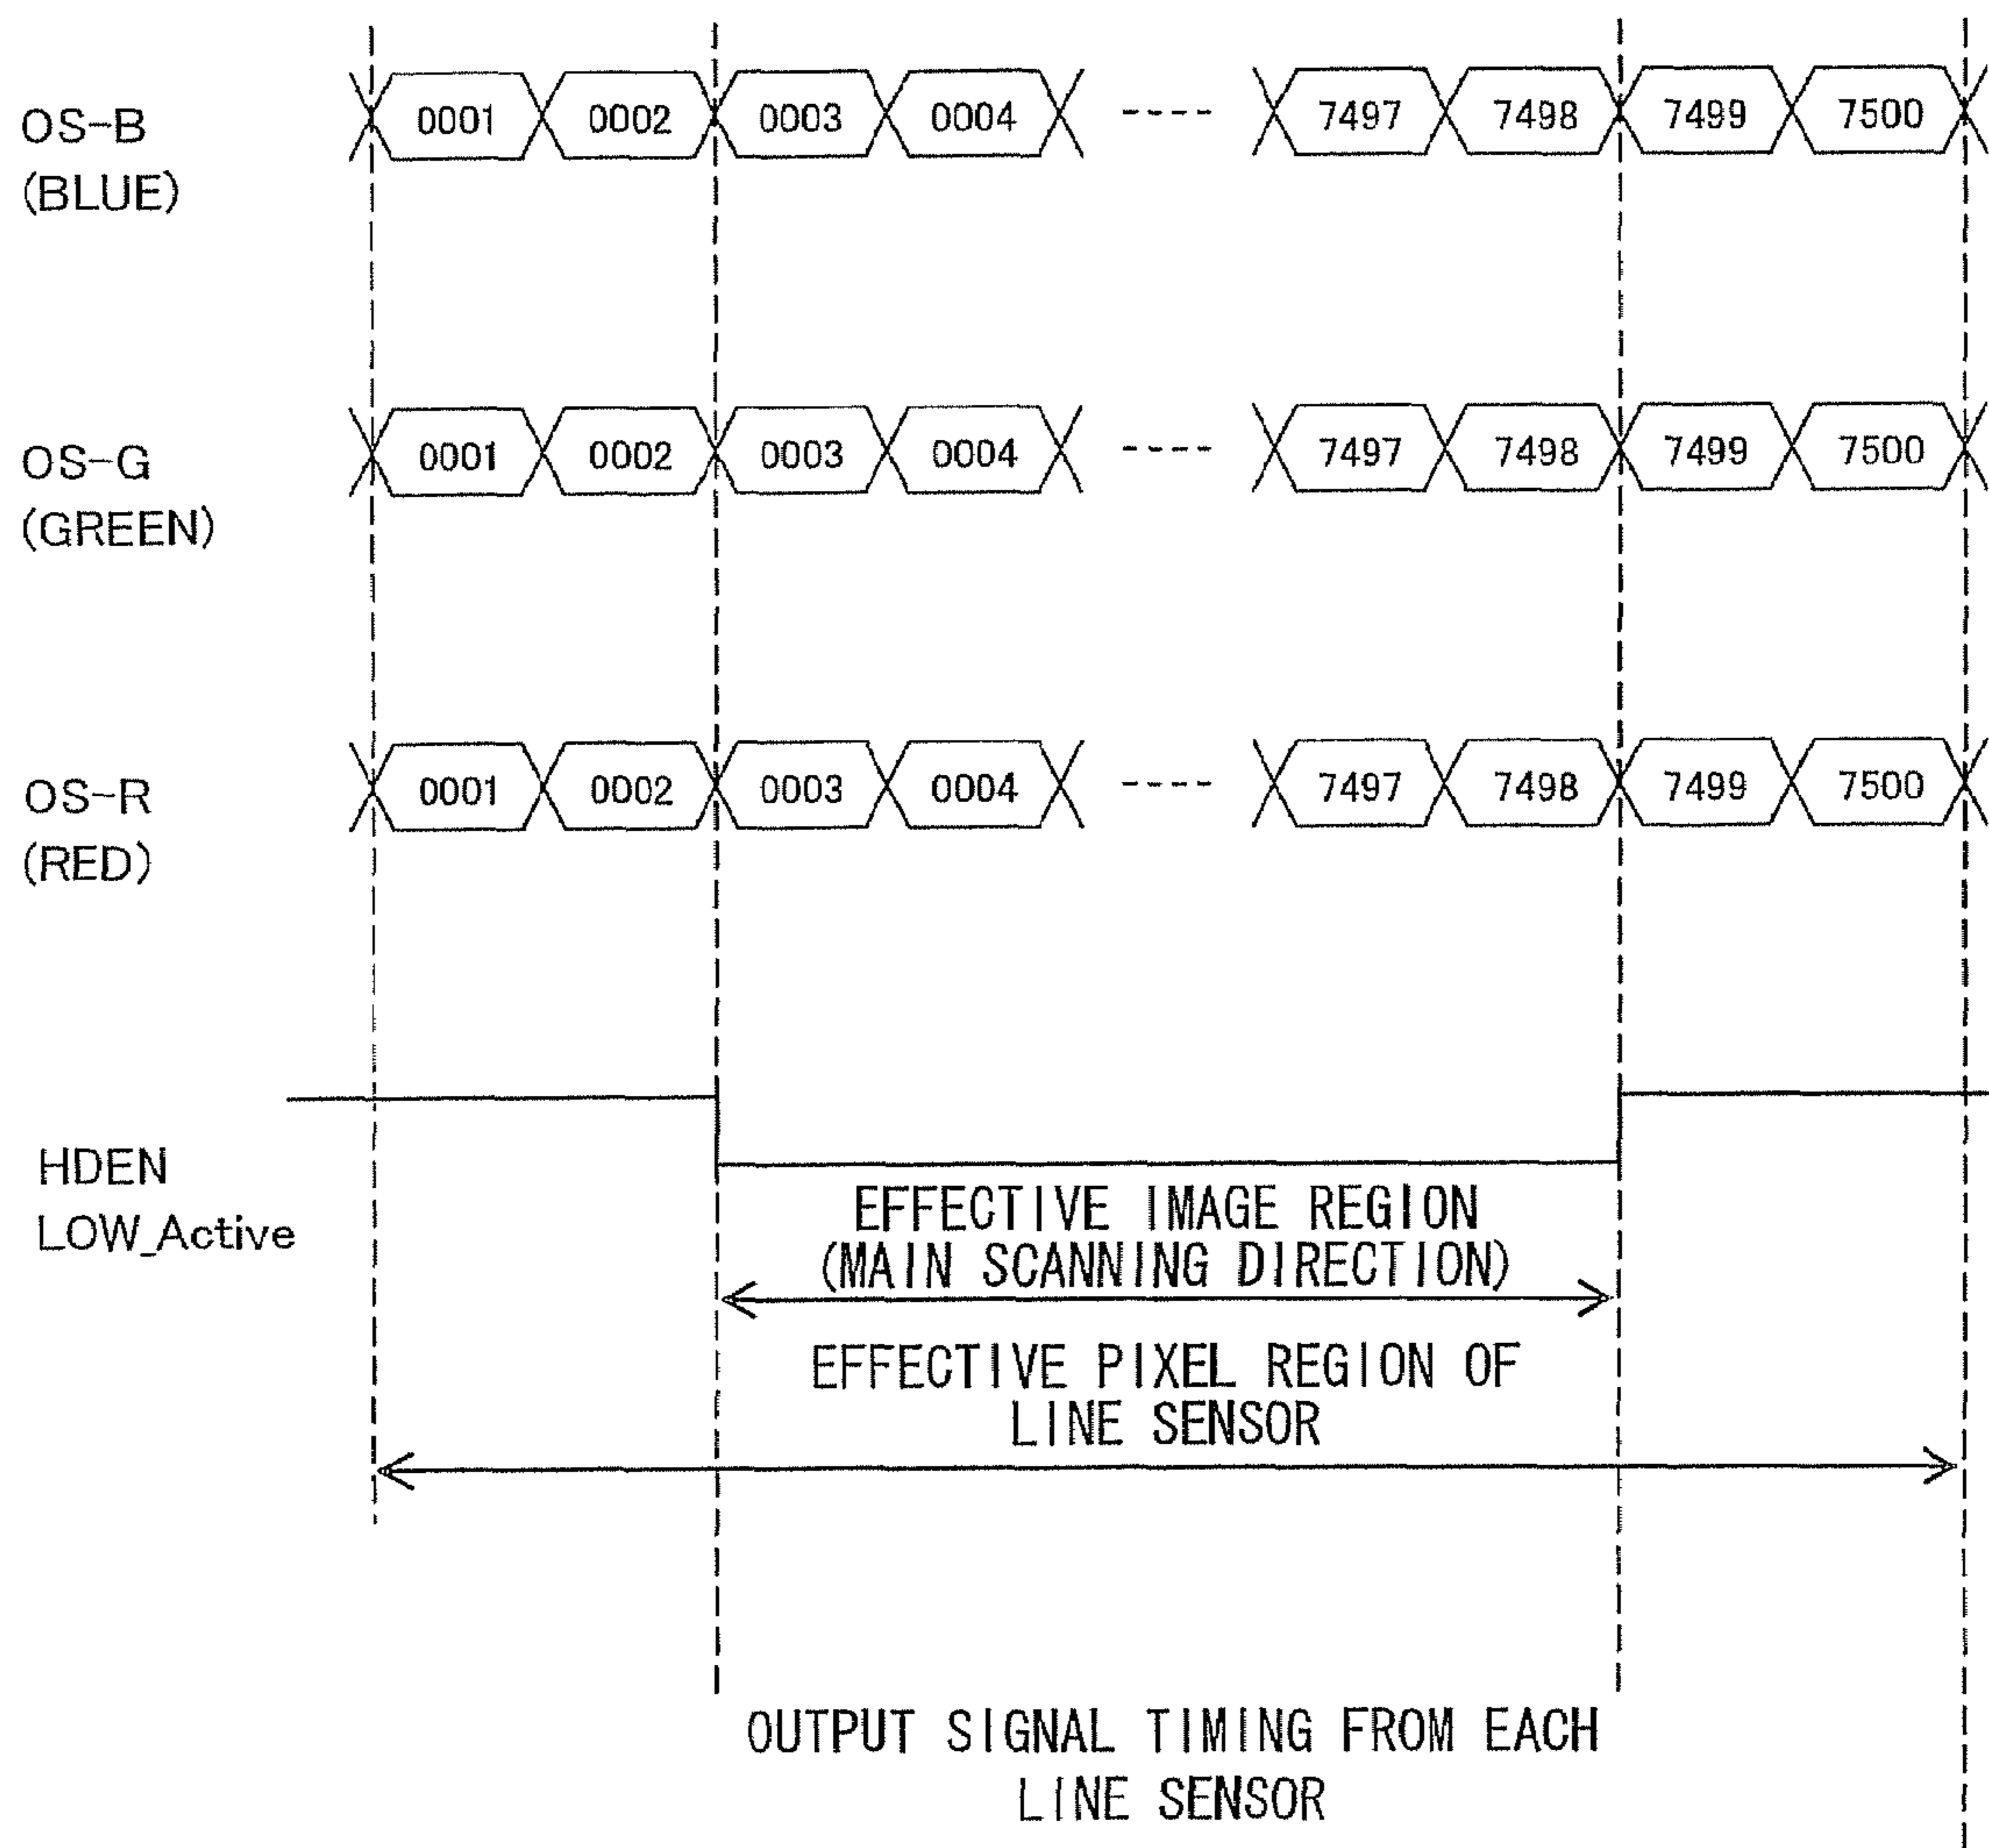 OS-B
(BLUE)
0001 0002 0003 0004 ---- 7497 7498 7499 7500
OS-G
(GREEN)
0001 0002 0003 0004 ---- 7497 7498 7499 7500
OS-R
(RED)
0001 0002 0003 0004 ---- 7497 7498 7499 7500
HDEN
LOW_Active
EFFECTIVE IMAGE REGION
(MAIN SCANNING DIRECTION)
EFFECTIVE PIXEL REGION OF
LINE SENSOR
OUTPUT SIGNAL TIMING FROM EACH
LINE SENSOR